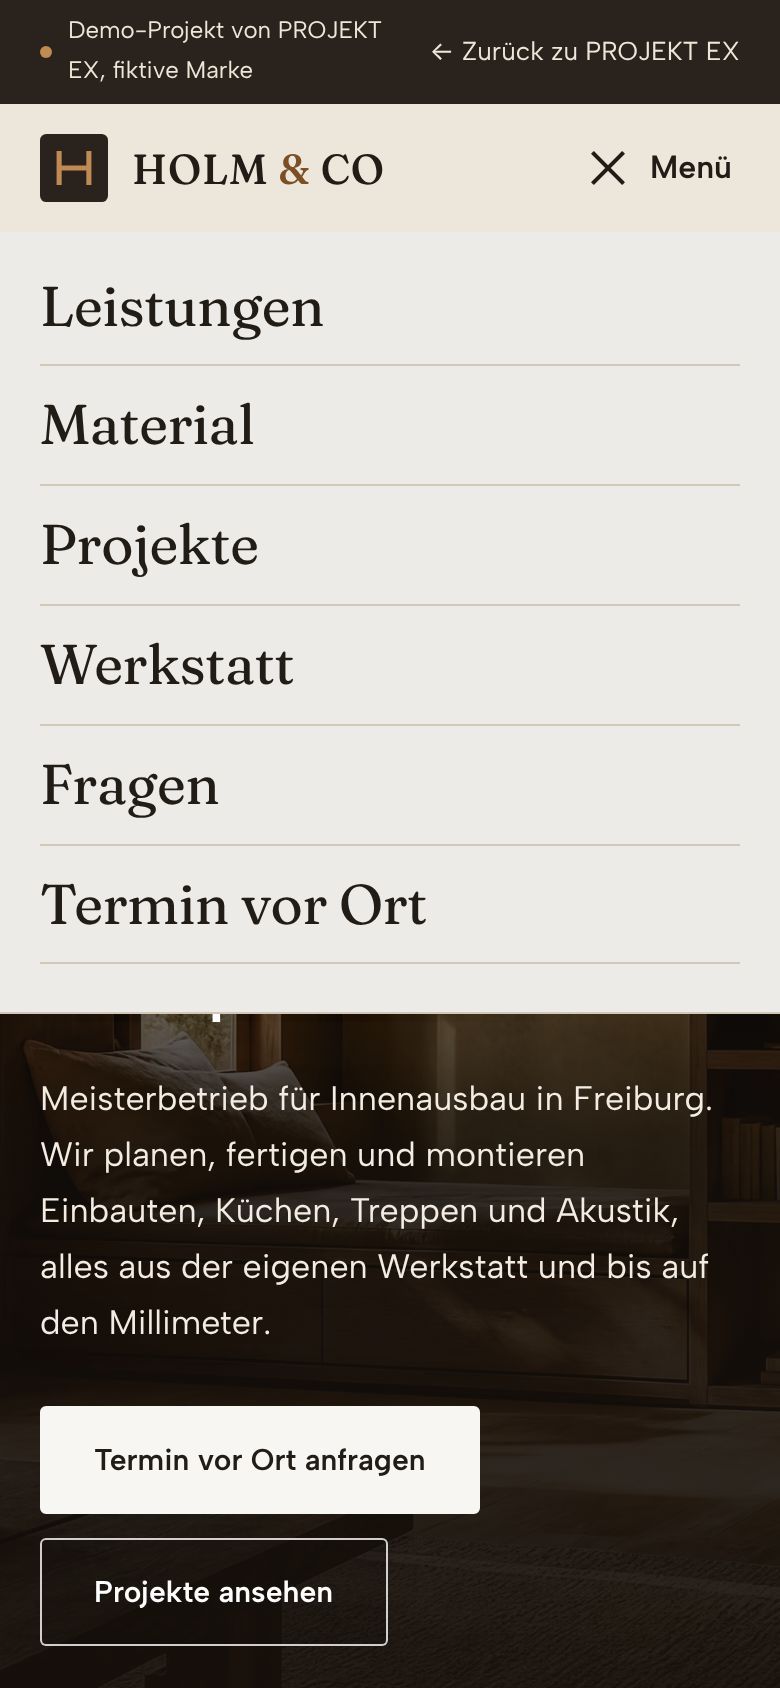 Demo-Projekt von PROJEKT
EX, fiktive Marke
← Zurück zu PROJEKT EX
H HOLM & CO
Menü
Leistungen
Material
Projekte
Werkstatt
Fragen
Termin vor Ort
Meisterbetrieb für Innenausbau in Freiburg.
Wir planen, fertigen und montieren
Einbauten, Küchen, Treppen und Akustik,
alles aus der eigenen Werkstatt und bis auf
den Millimeter.
Termin vor Ort anfragen
Projekte ansehen